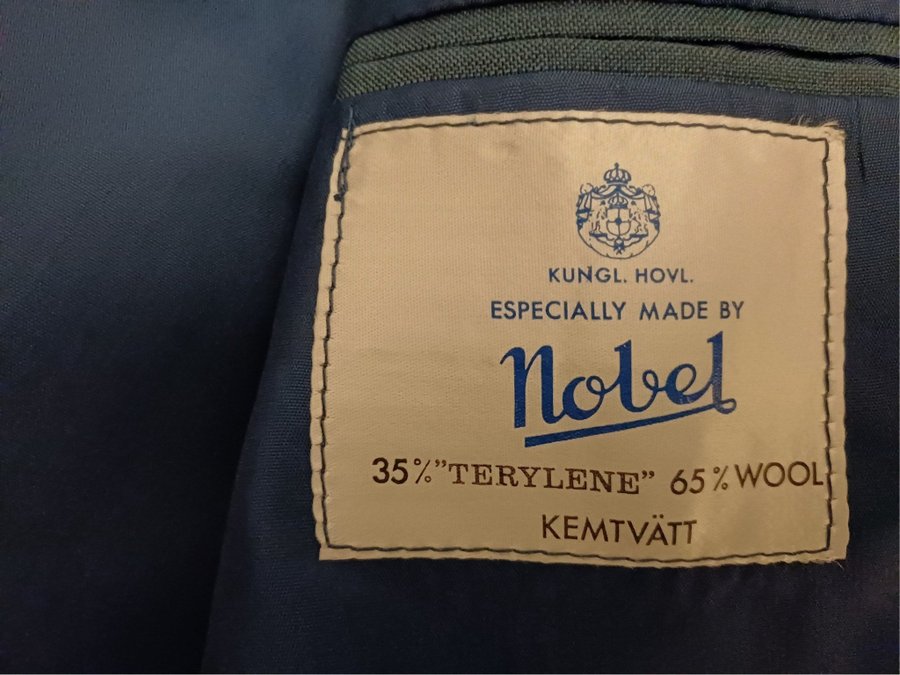 KUNGL. HOVL.
ESPECIALLY MADE BY
Nobel
35%"TERYLENE" 65% WOOL
KEMTVÄTT